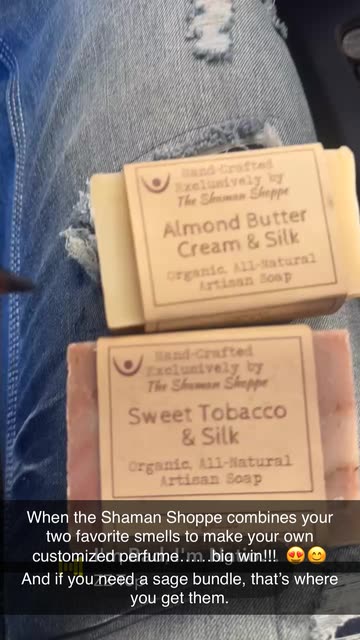 Hand-Crafted
Exclusively by
The Shaman Shoppe
Almond Butter
Cream & Silk
Organic, All-Natural
Artisan Soap
Hand-Crafted
Exclusively by
The Shaman Shoppe
Sweet Tobacco
& Silk
Organic, All-Natural
Artisan Soap
When the Shaman Shoppe combines your
two favorite smells to make your own
customized perfume……big win!!! 😍😊
And if you need a sage bundle, that's where
you get them.